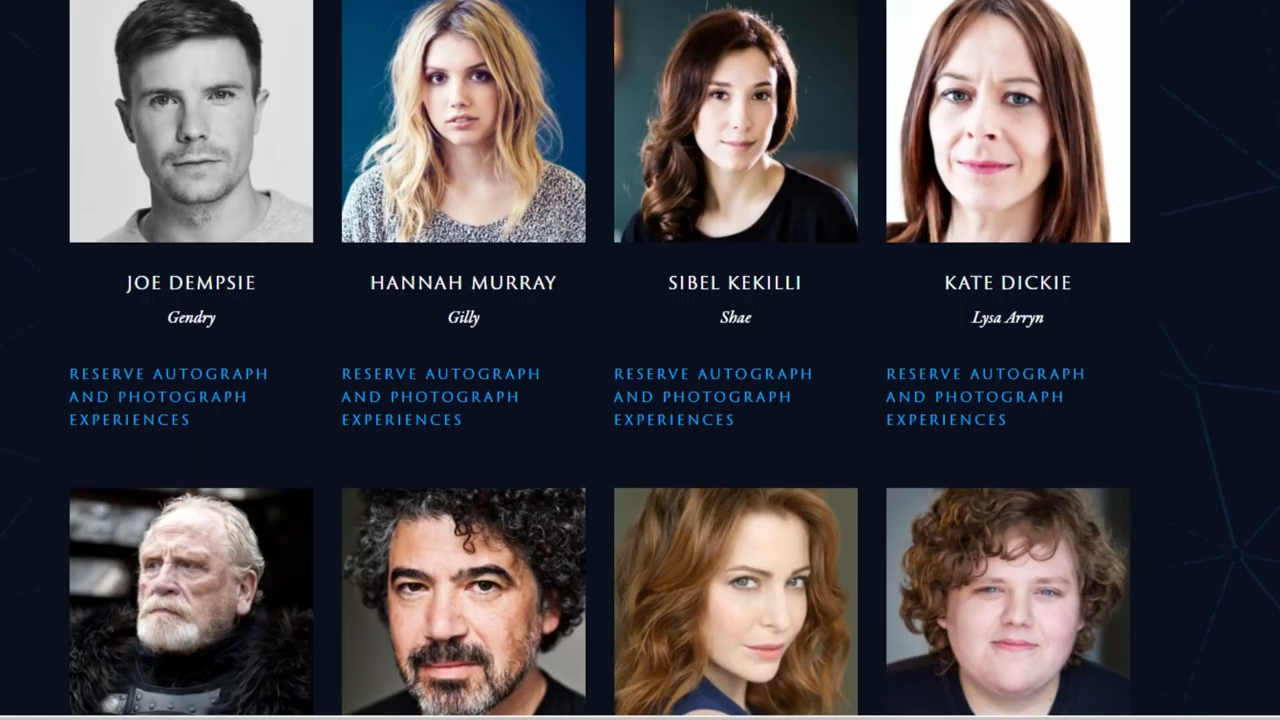 JOE DEMPSIE
Gendry
RESERVE AUTOGRAPH
AND PHOTOGRAPH
EXPERIENCES
HANNAH MURRAY
Gilly
RESERVE AUTOGRAPH
AND PHOTOGRAPH
EXPERIENCES
SIBEL KEKILLI
Shae
RESERVE AUTOGRAPH
AND PHOTOGRAPH
EXPERIENCES
KATE DICKIE
Lysa Arryn
RESERVE AUTOGRAPH
AND PHOTOGRAPH
EXPERIENCES